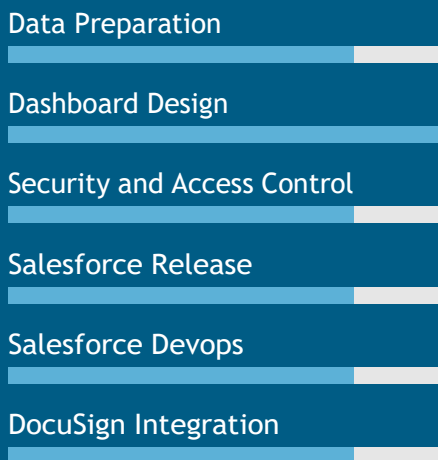 Data Preparation
Dashboard Design
Security and Access Control
Salesforce Release
Salesforce Devops
DocuSign Integration